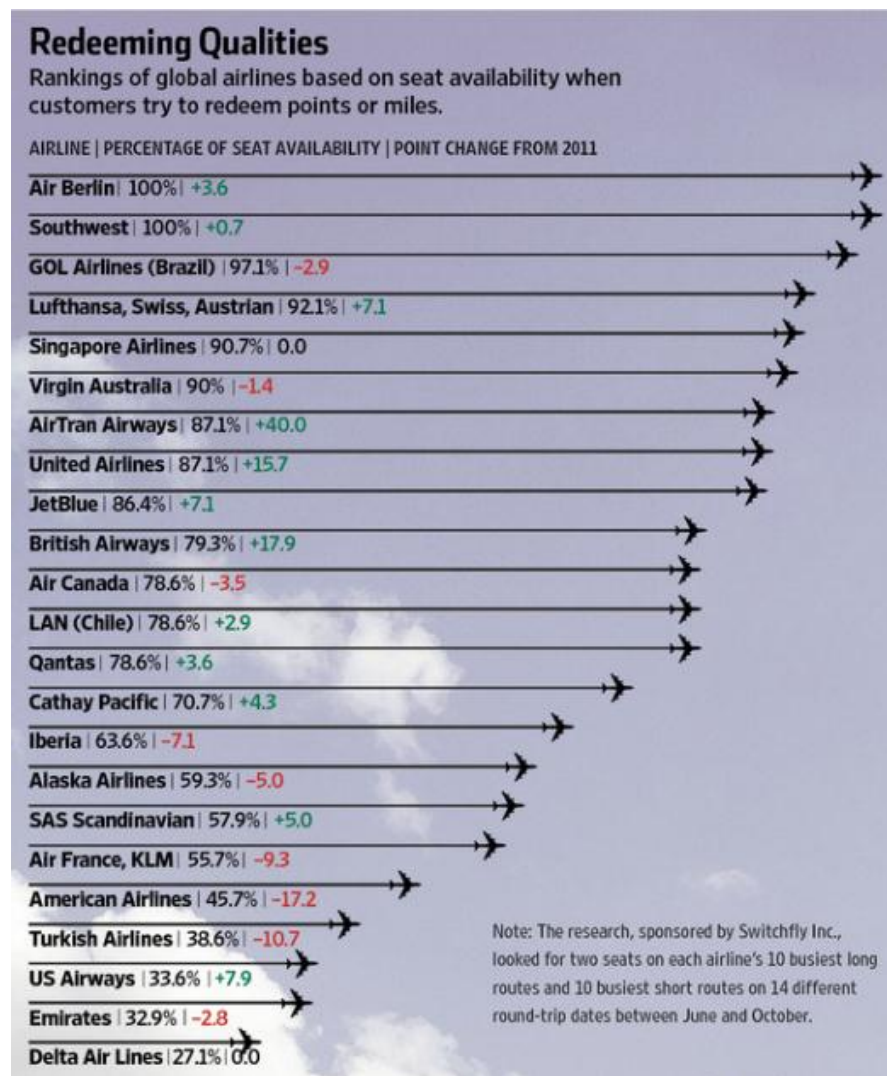 Redeeming Qualities
Rankings of global airlines based on seat availability when
customers try to redeem points or miles.
AIRLINE | PERCENTAGE OF SEAT AVAILABILITY | POINT CHANGE FROM 2011
Air Berlin | 100% | +3.6
Southwest | 100% | +0.7
GOL Airlines (Brazil) | 97.1% | −2.9
Lufthansa, Swiss, Austrian | 92.1% | +7.1
Singapore Airlines | 90.7% | 0.0
Virgin Australia | 90% | −1.4
AirTran Airways | 87.1% | +40.0
United Airlines | 87.1% | +15.7
JetBlue | 86.4% | +7.1
British Airways | 79.3% | +17.9
Air Canada | 78.6% | −3.5
LAN (Chile) | 78.6% | +2.9
Qantas | 78.6% | +3.6
Cathay Pacific | 70.7% | +4.3
Iberia | 63.6% | −7.1
Alaska Airlines | 59.3% | −5.0
SAS Scandinavian | 57.9% | +5.0
Air France, KLM | 55.7% | −9.3
American Airlines | 45.7% | −17.2
Turkish Airlines | 38.6% | −10.7
US Airways | 33.6% | +7.9
Emirates | 32.9% | −2.8
Delta Air Lines | 27.1% | 0.0
Note: The research, sponsored by Switchfly Inc.,
looked for two seats on each airline's 10 busiest long
routes and 10 busiest short routes on 14 different
round-trip dates between June and October.